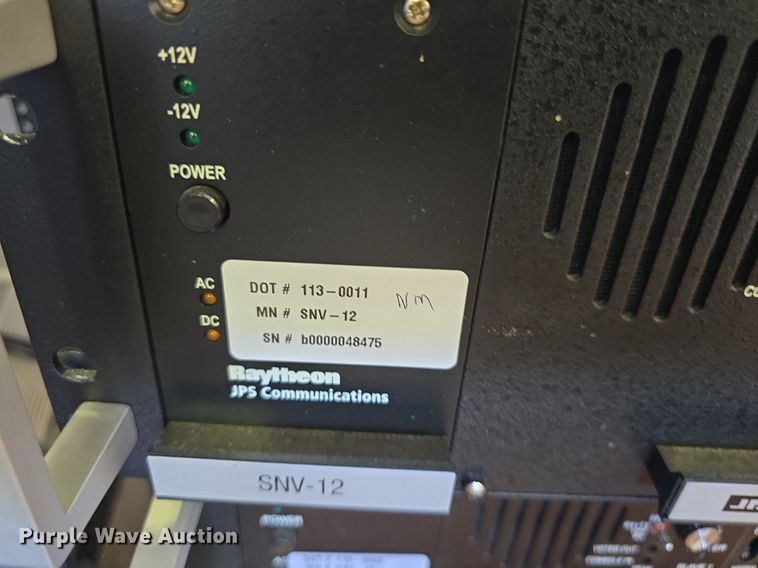 +12V
-12V
POWER
AC
DC
DOT # 113-0011 NM
MN # SNV-12
SN # b0000048475
Raytheon
JPS Communications
SNV-12
POWER
Purple Wave Auction